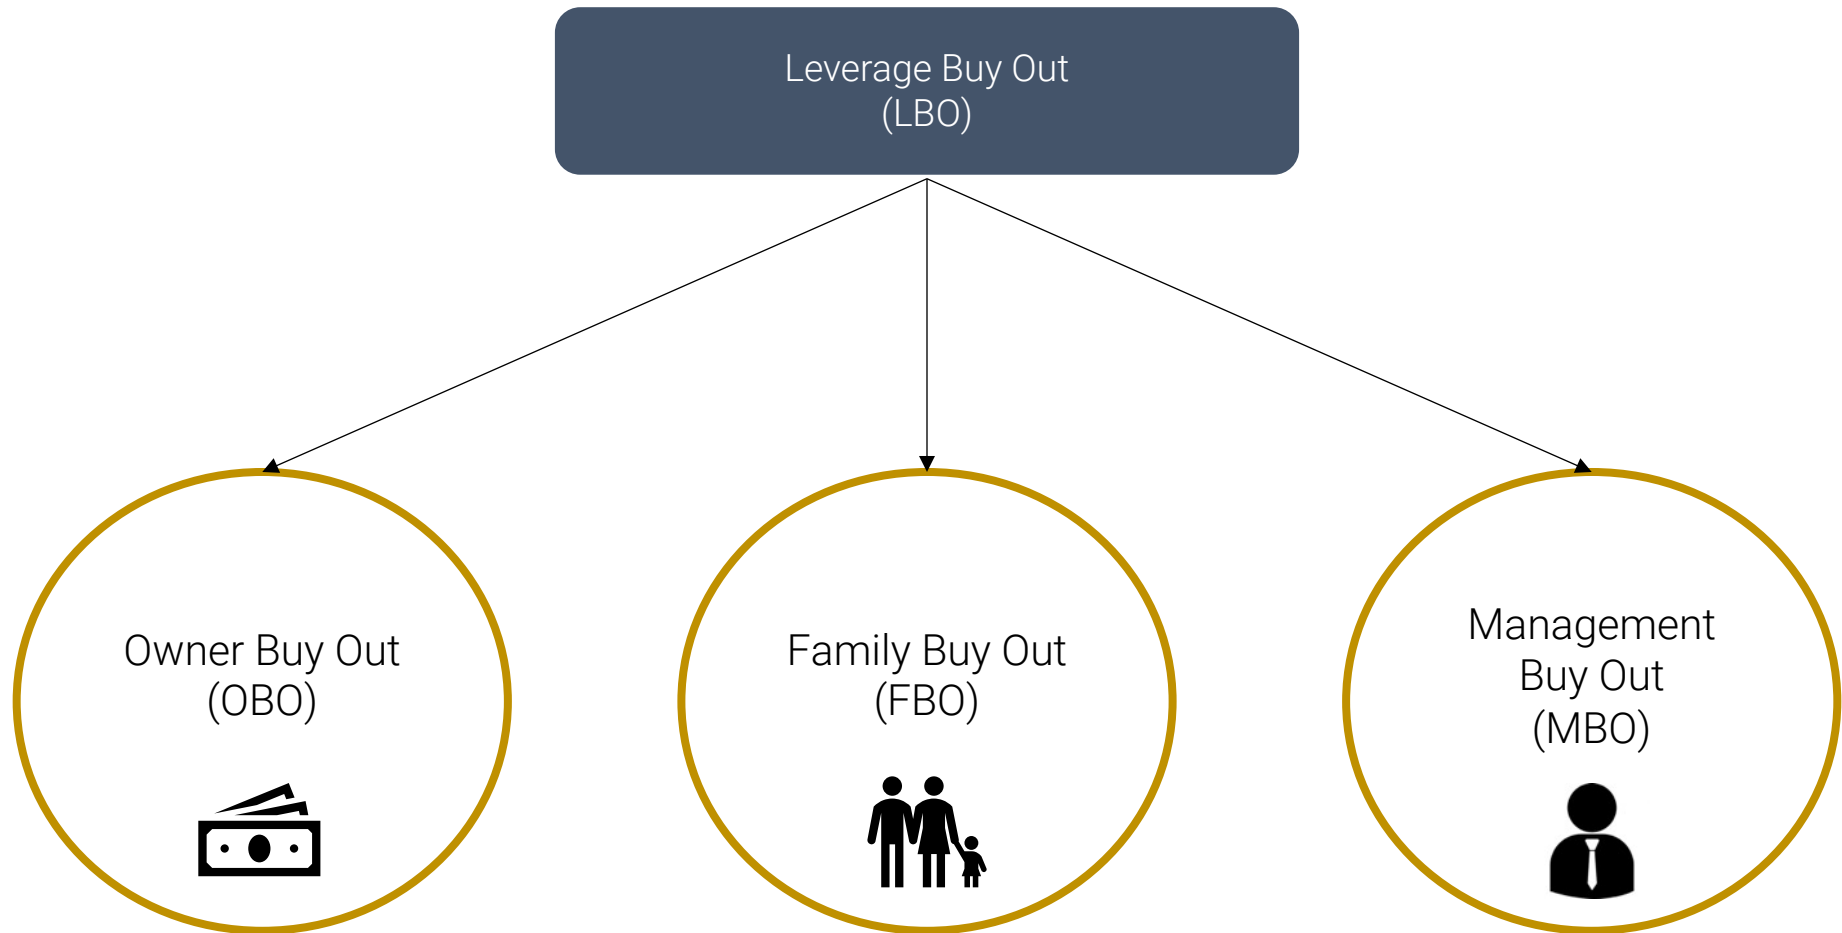 Leverage Buy Out
(LBO)
Owner Buy Out
(OBO)
Family Buy Out
(FBO)
Management
Buy Out
(MBO)